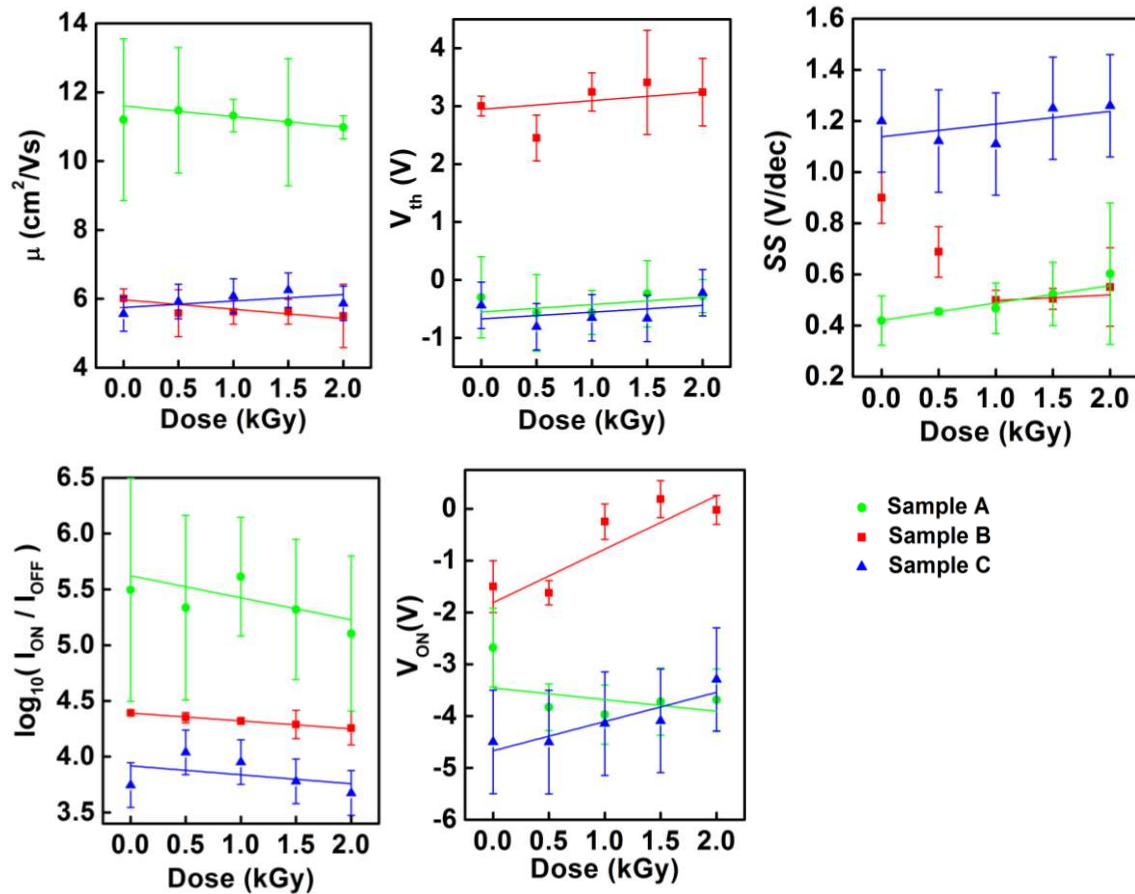 14
12
10
8
6
4
μ (cm²/Vs)
0.0 0.5 1.0 1.5 2.0
Dose (kGy)
4
3
2
0
-1
V_th (V)
0.0 0.5 1.0 1.5 2.0
Dose (kGy)
1.6
1.4
1.2
1.0
0.8
0.6
0.4
0.2
SS (V/dec)
0.0 0.5 1.0 1.5 2.0
Dose (kGy)
6.5
6.0
5.5
5.0
4.5
4.0
3.5
log₁₀( I_ON / I_OFF )
0.0 0.5 1.0 1.5 2.0
Dose (kGy)
-0
-1
-2
-3
-4
-5
-6
V_ON(V)
0.0 0.5 1.0 1.5 2.0
Dose (kGy)
Sample A
Sample B
Sample C